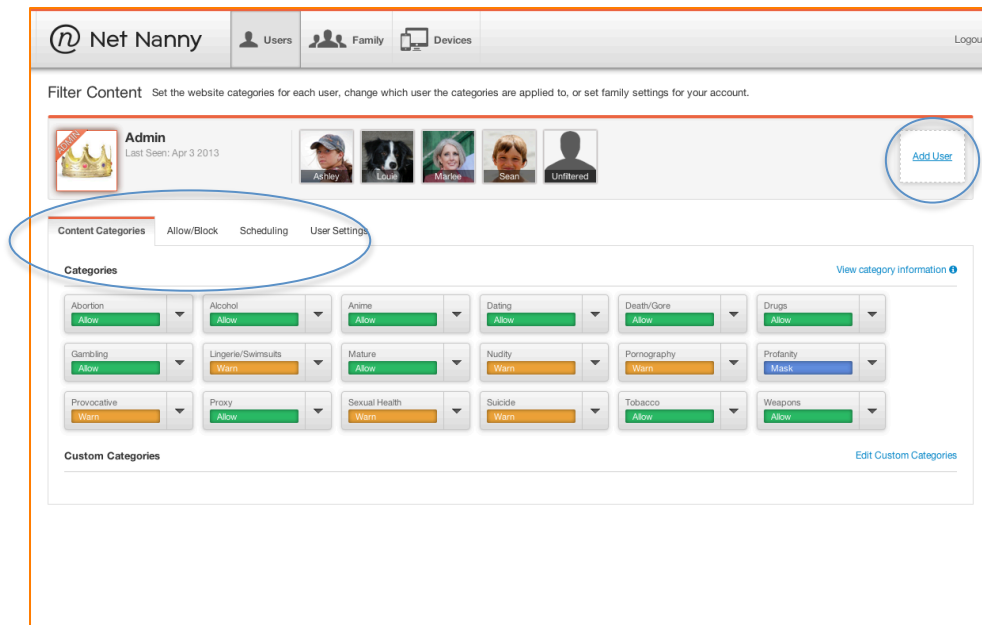 Net Nanny
Users
Family
Devices
Logou
Filter Content Set the website categories for each user, change which user the categories are applied to, or set family settings for your account.
ADMIN
Admin
Last Seen: Apr 3 2013
Ashley
Louie
Marlee
Sean
Unfiltered
Add User
Content Categories Allow/Block Scheduling User Settings
Categories View category information
Abortion Alcohol Anime Dating Death/Gore Drugs
Allow Allow Allow Allow Allow Allow
Gambling Lingerie/Swimsuits Mature Nudity Pornography Profanity
Allow Warn Allow Warn Warn Mask
Provocative Proxy Sexual Health Suicide Tobacco Weapons
Warn Allow Warn Warn Allow Allow
Custom Categories Edit Custom Categories